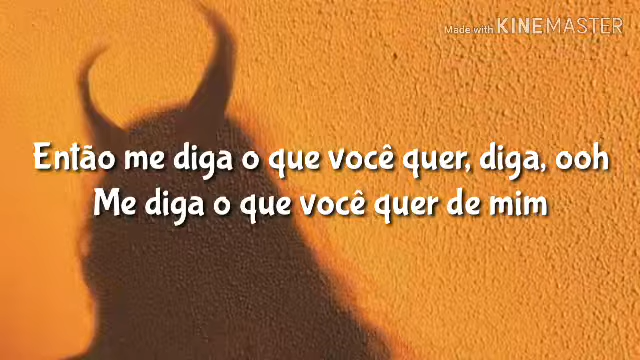 Made with KINEMASTER
Então me diga o que você quer, diga, ooh
Me diga o que você quer de mim